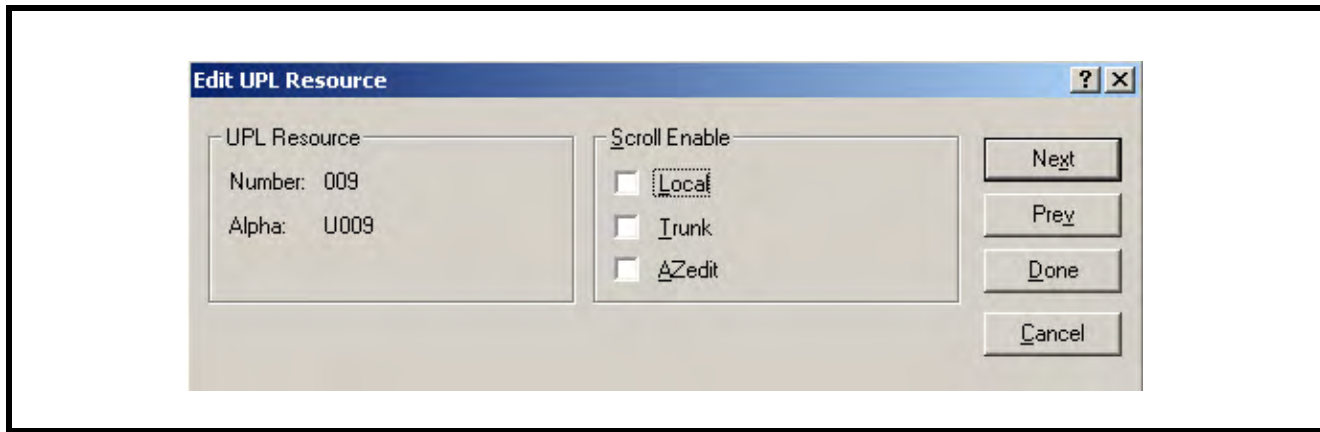 Edit UPL Resource
UPL Resource
Number: 009
Alpha: U009
Scroll Enable
Local
Trunk
AZedit
Next
Prev
Done
Cancel